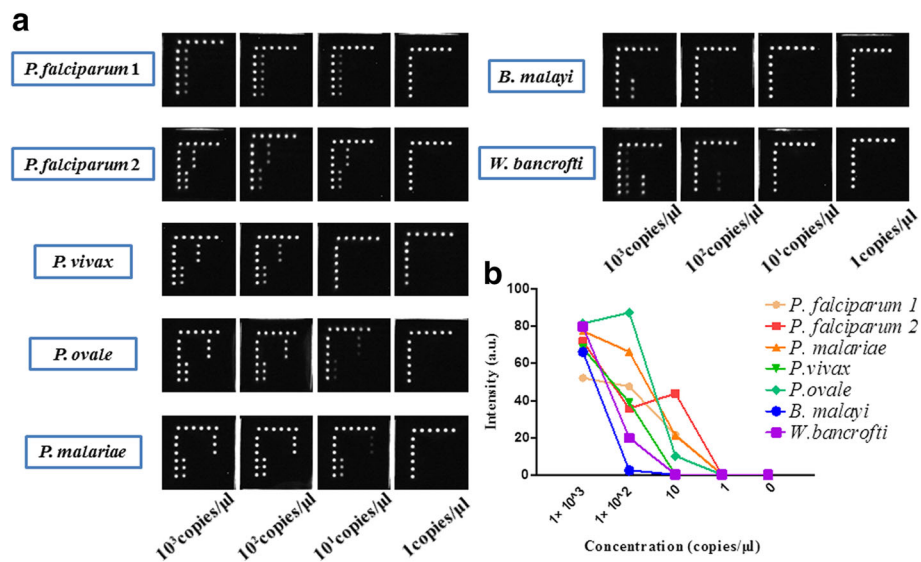 a
P. falciparum 1
P. falciparum 2
P. vivax
P. ovale
P. malariae
10³copies/µl
10²copies/µl
10¹copies/µl
1copies/µl
B. malayi
W. bancrofti
10³copies/µl
10²copies/µl
10¹copies/µl
1copies/µl
b
100
80
60
40
20
0
Intensity (a.u.)
1× 10^3
1× 10^2
10
1
0
Concentration (copies/µl)
P. falciparum 1
P. falciparum 2
P. malariae
P.vivax
P.ovale
B. malayi
W.bancrofti